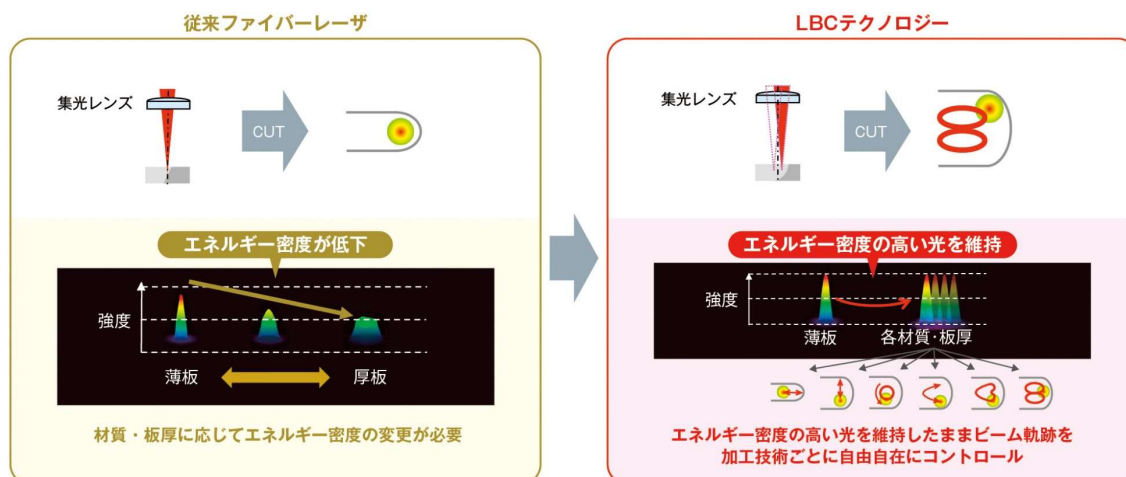 従来ファイバーレーザ
集光レンズ
CUT
エネルギー密度が低下
強度
薄板
厚板
材質・板厚に応じてエネルギー密度の変更が必要
LBCテクノロジー
集光レンズ
CUT
エネルギー密度の高い光を維持
強度
薄板
各材質・板厚
エネルギー密度の高い光を維持したままビーム軌跡を
加工技術ごとに自由自在にコントロール